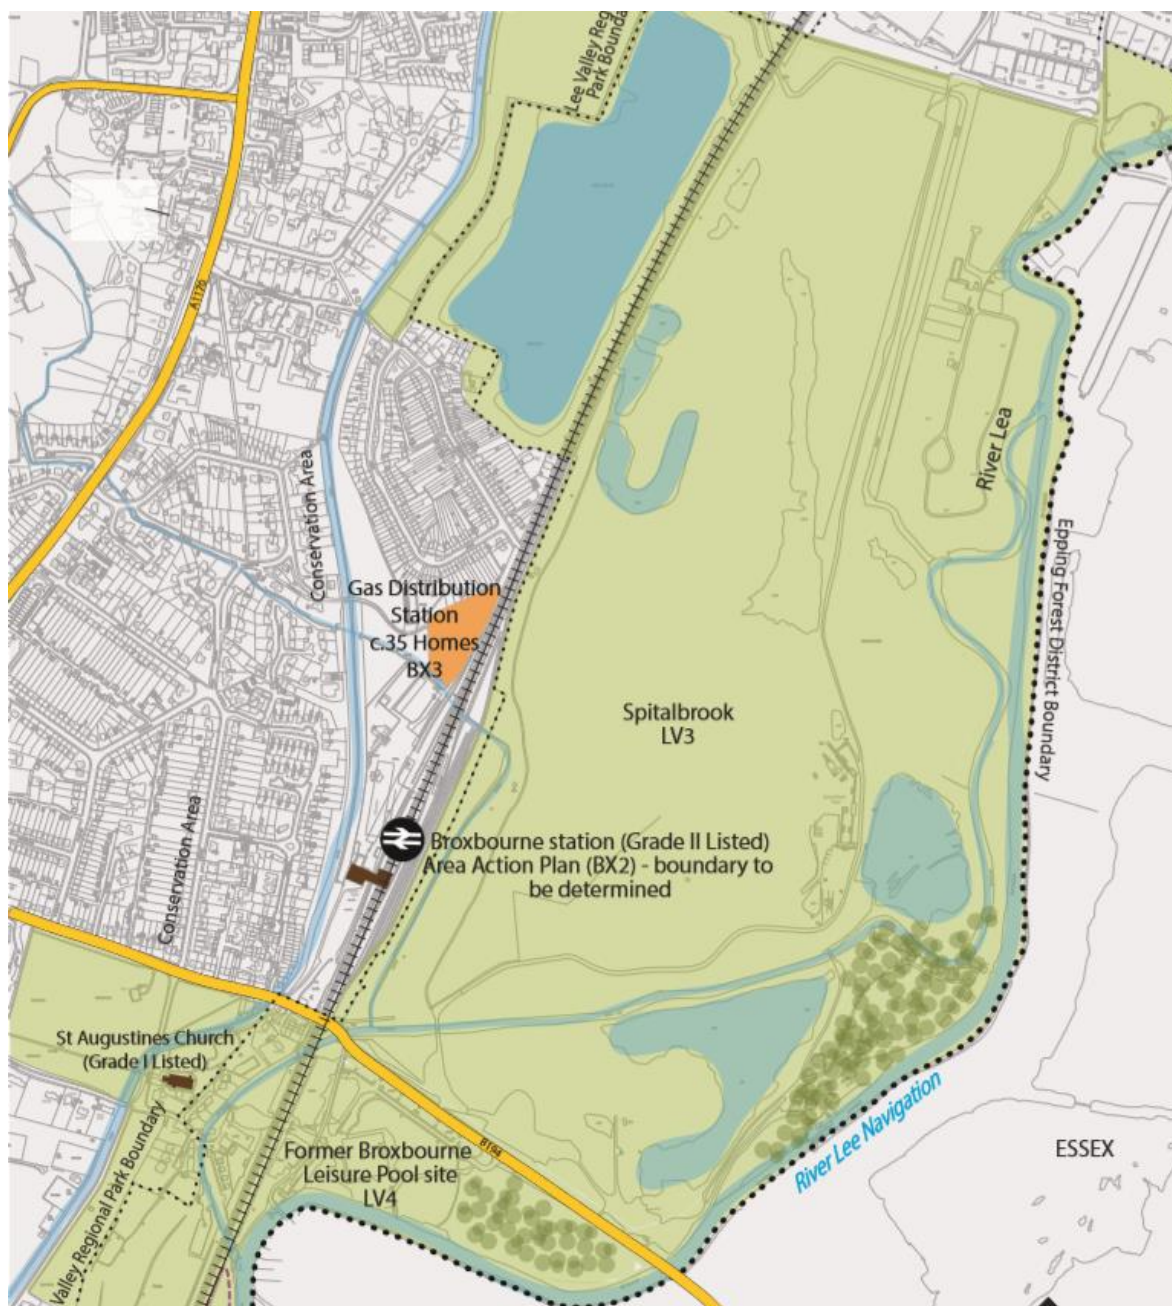 Lee Valley Reg
Park Bounda
A1170
River Lea
Conservation Area
Epping Forest District Boundary
Gas Distribution
Station
c.35 Homes
BX3
Spitalbrook
LV3
Conservation Area
Broxbourne station (Grade II Listed)
Area Action Plan (BX2) - boundary to
be determined
St Augustines Church
(Grade I Listed)
River Lee Navigation
ESSEX
B194
Former Broxbourne
Leisure Pool site
LV4
Valley Regional Park Boundary